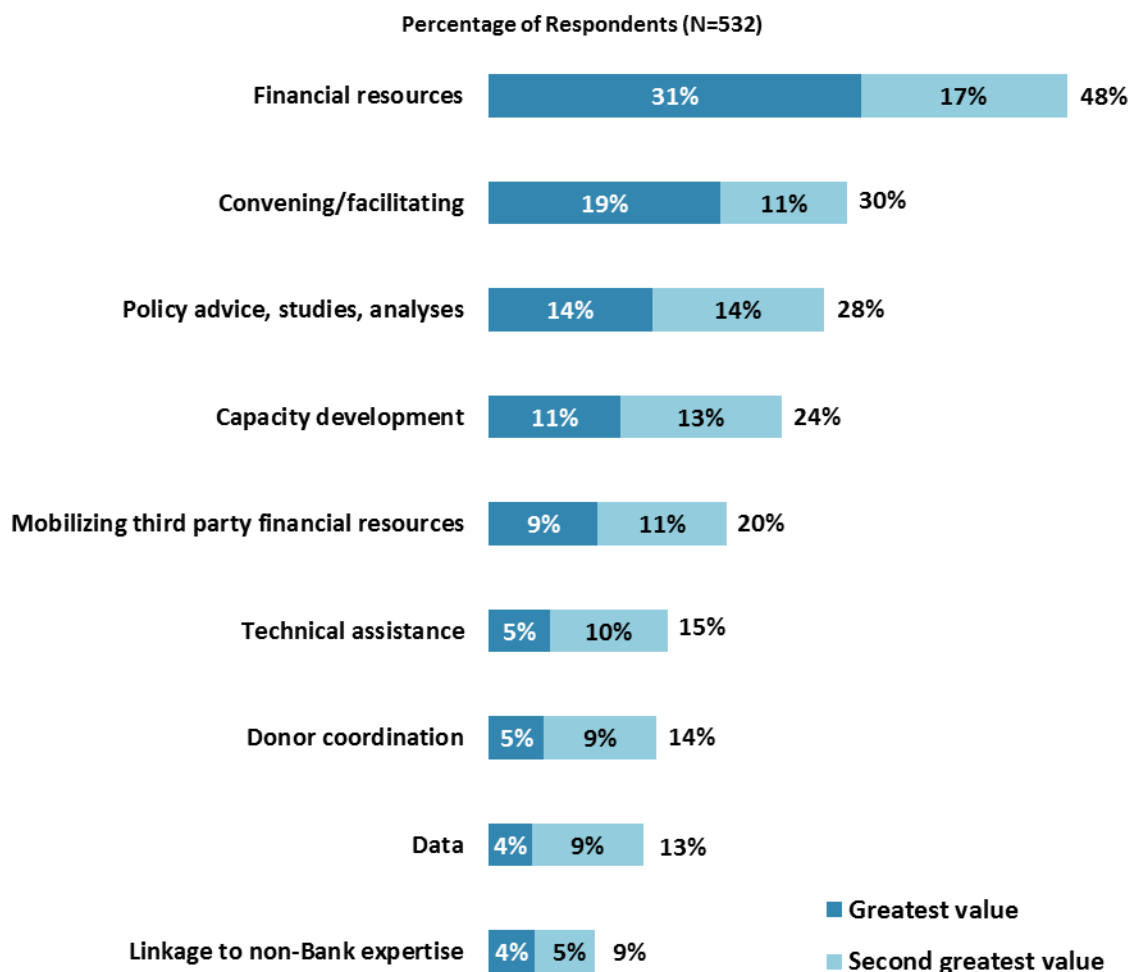 Percentage of Respondents (N=532)
Financial resources 31% 17% 48%
Convening/facilitating 19% 11% 30%
Policy advice, studies, analyses 14% 14% 28%
Capacity development 11% 13% 24%
Mobilizing third party financial resources 9% 11% 20%
Technical assistance 5% 10% 15%
Donor coordination 5% 9% 14%
Data 4% 9% 13%
Linkage to non-Bank expertise 4% 5% 9%
Greatest value
Second greatest value